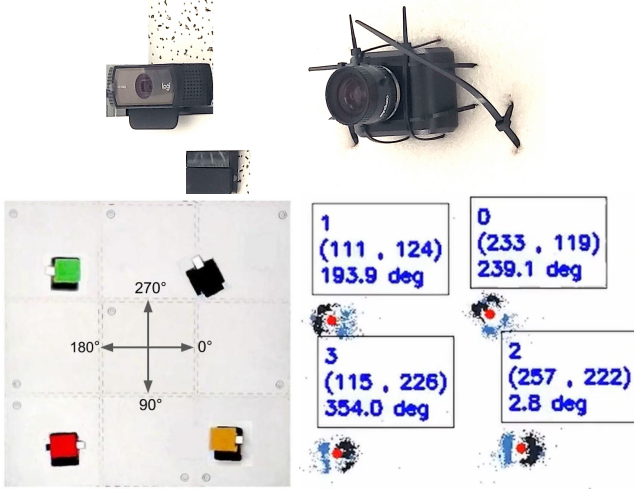 logi
270°
180°
0°
90°
1
(111 , 124)
193.9 deg
0
(233 , 119)
239.1 deg
3
(115 , 226)
354.0 deg
2
(257 , 222)
2.8 deg